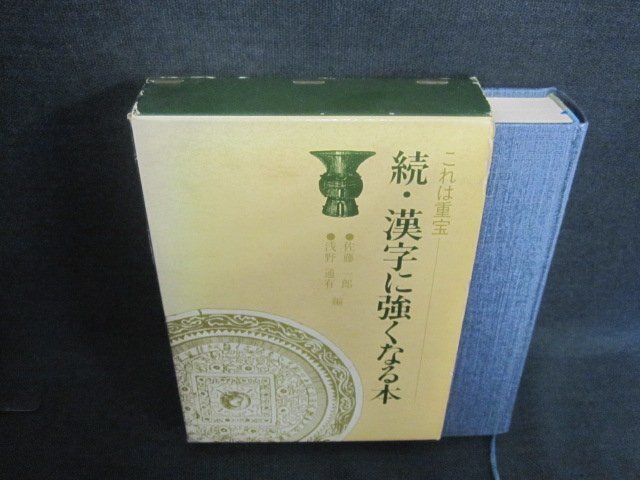 これは重宝
続・漢字に強くなる本
●佐藤一郎
●浅野通有 編